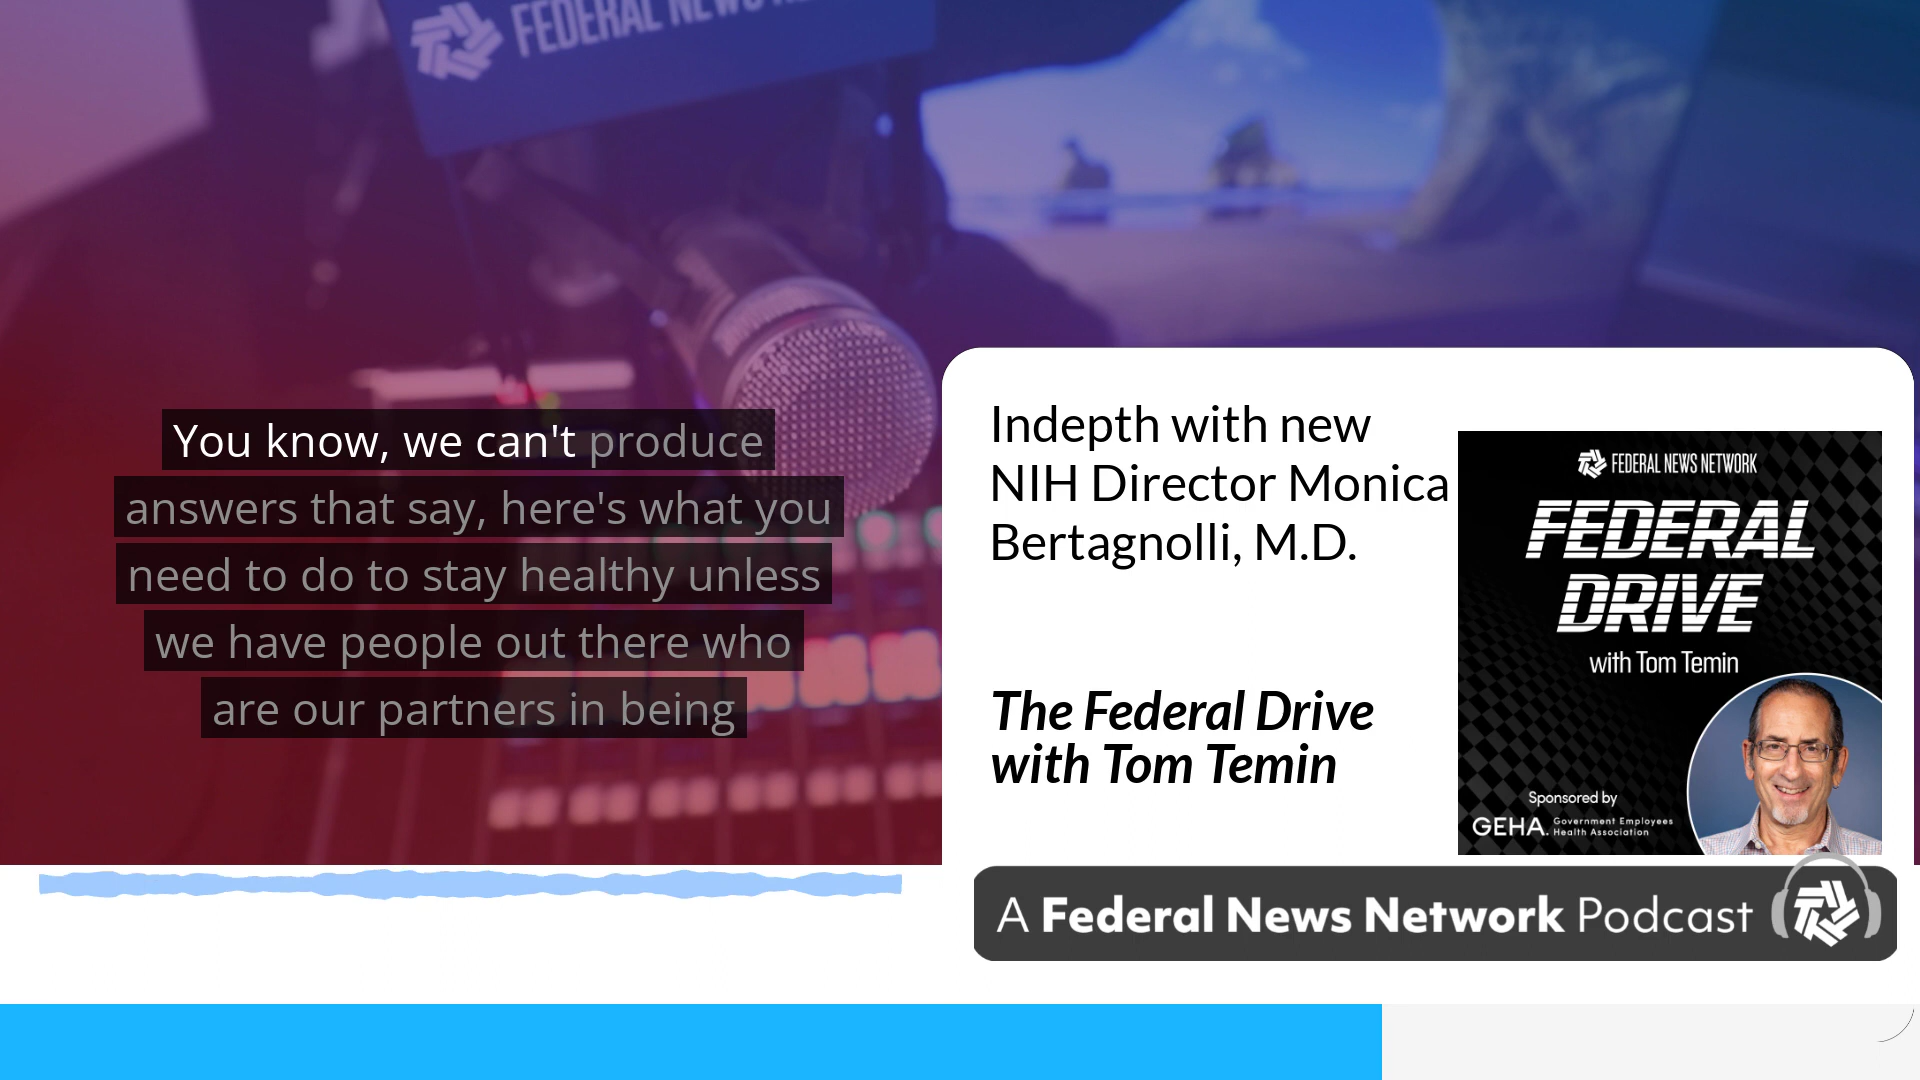 FEDERAL NEWS
You know, we can't produce
answers that say, here's what you
need to do to stay healthy unless
we have people out there who
are our partners in being
Indepth with new
NIH Director Monica
Bertagnolli, M.D.
The Federal Drive
with Tom Temin
FEDERAL NEWS NETWORK
FEDERAL
DRIVE
with Tom Temin
Sponsored by
GEHA. Government Employees
Health Association
A Federal News Network Podcast